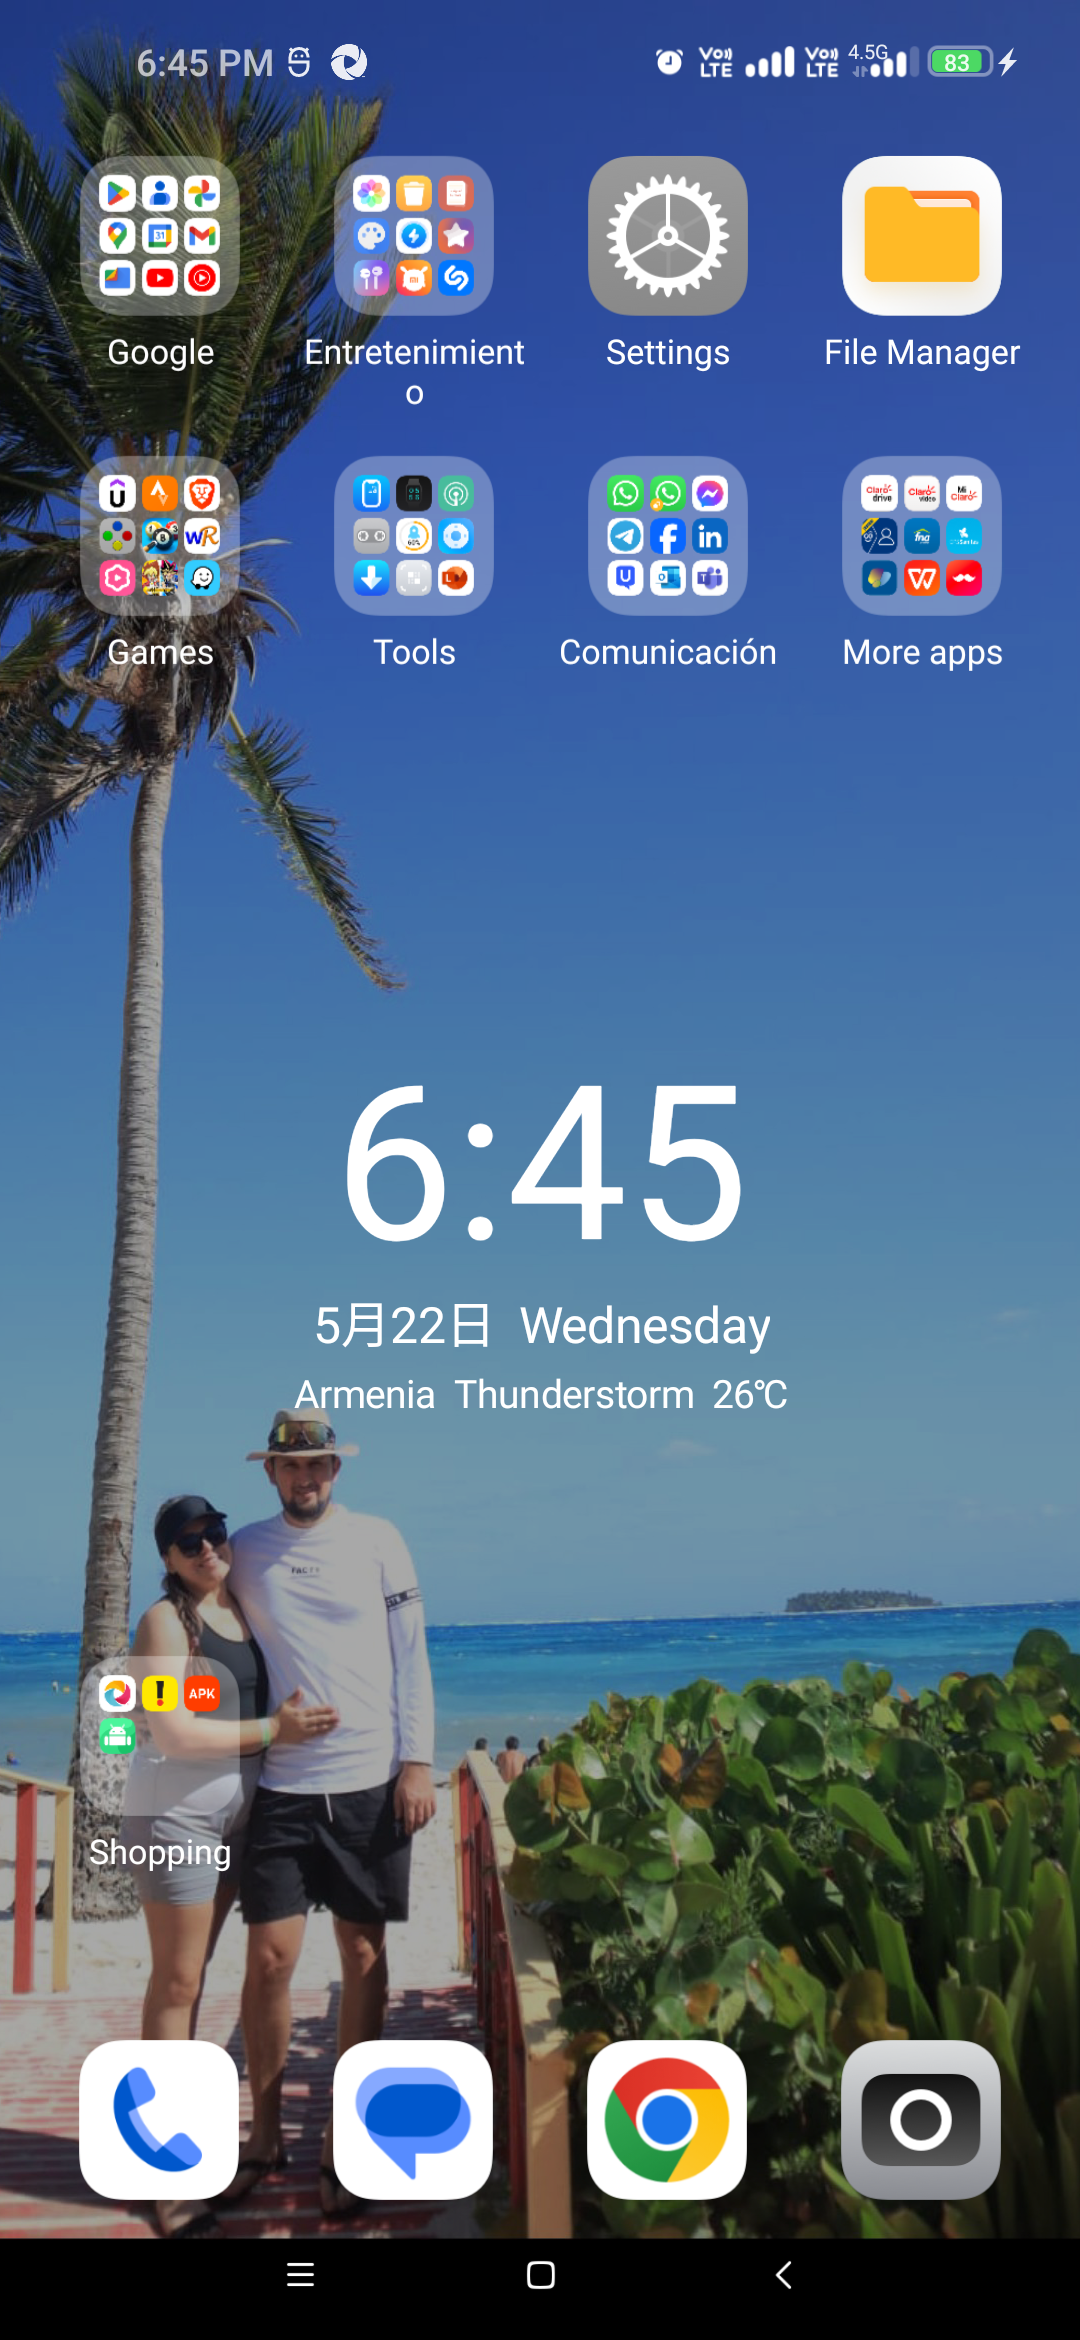 6:45 PM
Vo)) LTE Vo)) LTE 4.5G 83
Google
Entretenimient
o
Settings
File Manager
Games
Tools
Comunicación
More apps
6:45
5月22日 Wednesday
Armenia Thunderstorm 26℃
APK
Shopping